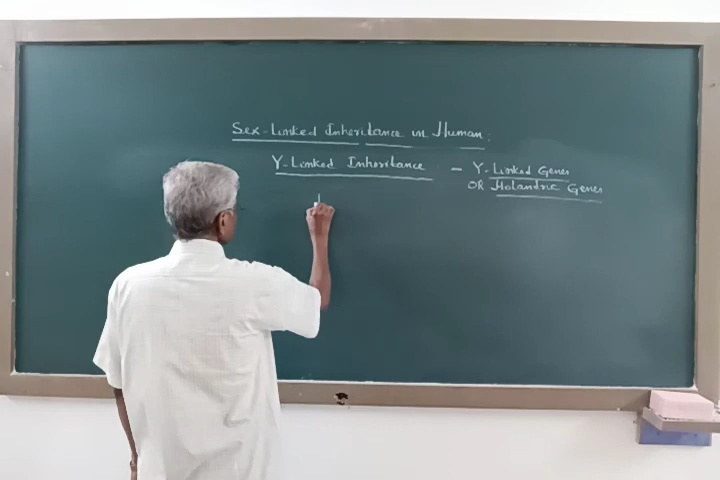 Sex-Linked Inheritance in Human:
Y-Linked Inheritance - Y-Linked Genes
OR Holandric Genes